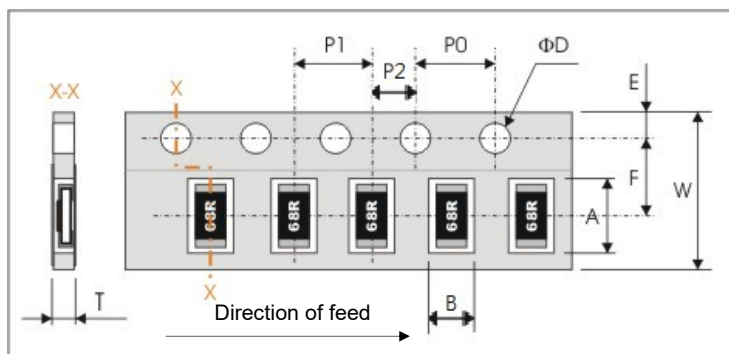 P1 P0 ΦD
P2 E
X
X-X
F
W
A
68R 68R 68R 68R 68R
X
T
B
Direction of feed